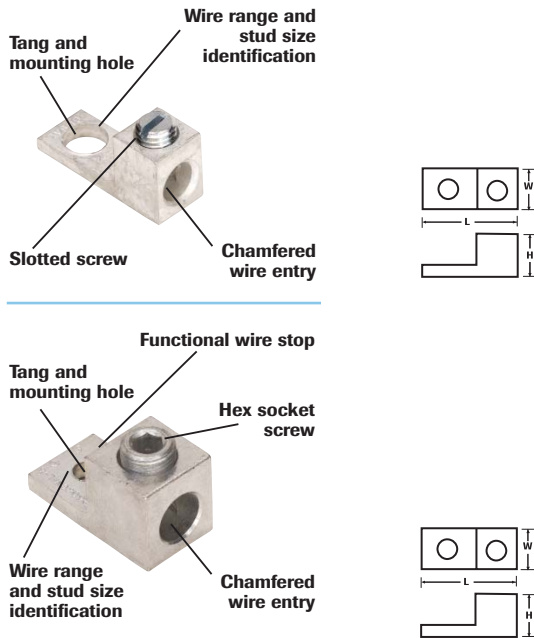 Wire range and
stud size
identification
Tang and
mounting hole
Slotted screw
Chamfered
wire entry
W
L
H
Functional wire stop
Tang and
mounting hole
Hex socket
screw
Wire range
and stud size
identification
Chamfered
wire entry
W
L
H